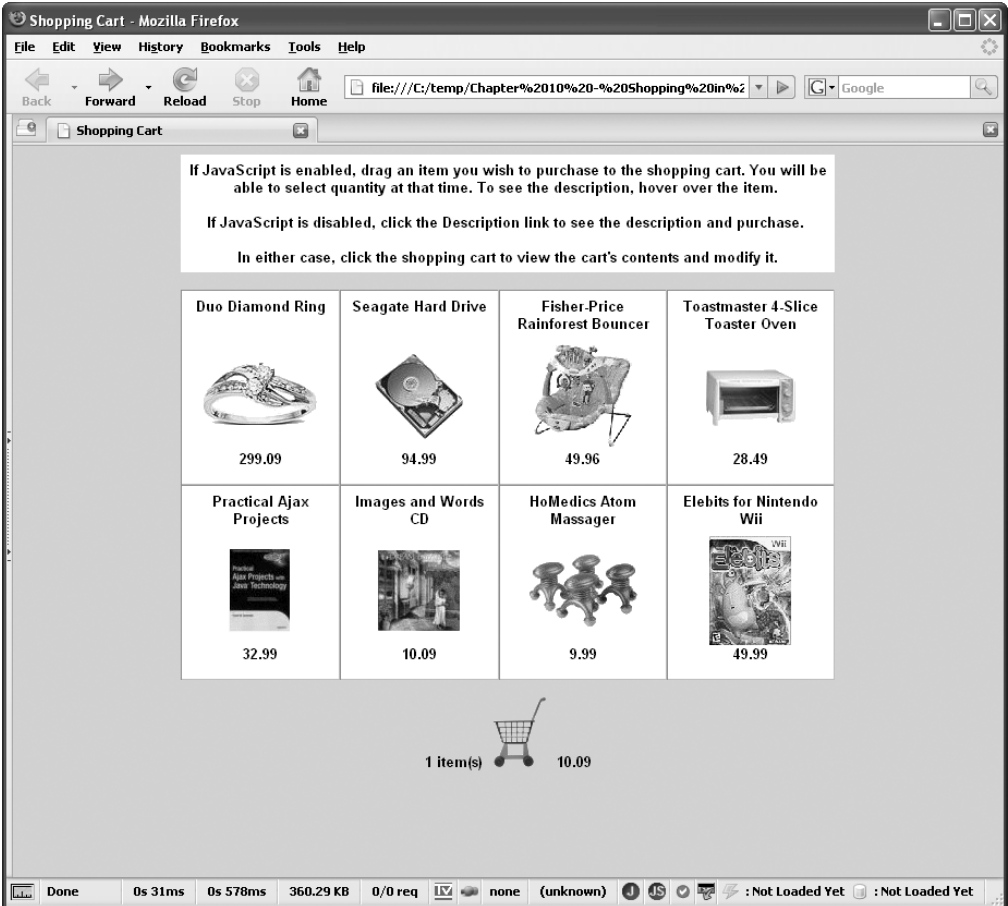 Shopping Cart - Mozilla Firefox
File Edit View History Bookmarks Tools Help
Back Forward Reload Stop Home file:///C:/temp/Chapter%2010%20-%20Shopping%20in%2 G Google
Shopping Cart
If JavaScript is enabled, drag an item you wish to purchase to the shopping cart. You will be
able to select quantity at that time. To see the description, hover over the item.
If JavaScript is disabled, click the Description link to see the description and purchase.
In either case, click the shopping cart to view the cart's contents and modify it.
Duo Diamond Ring
299.09
Seagate Hard Drive
94.99
Fisher-Price
Rainforest Bouncer
49.96
Toastmaster 4-Slice
Toaster Oven
28.49
Practical Ajax
Projects
Practical
Ajax Projects with
Java Technology
32.99
Images and Words
CD
10.09
HoMedics Atom
Massager
9.99
Elebits for Nintendo
Wii
Wii
Elebits
E
49.99
1 item(s) 10.09
Done 0s 31ms 0s 578ms 360.29 KB 0/0 req none (unknown) J JS : Not Loaded Yet : Not Loaded Yet